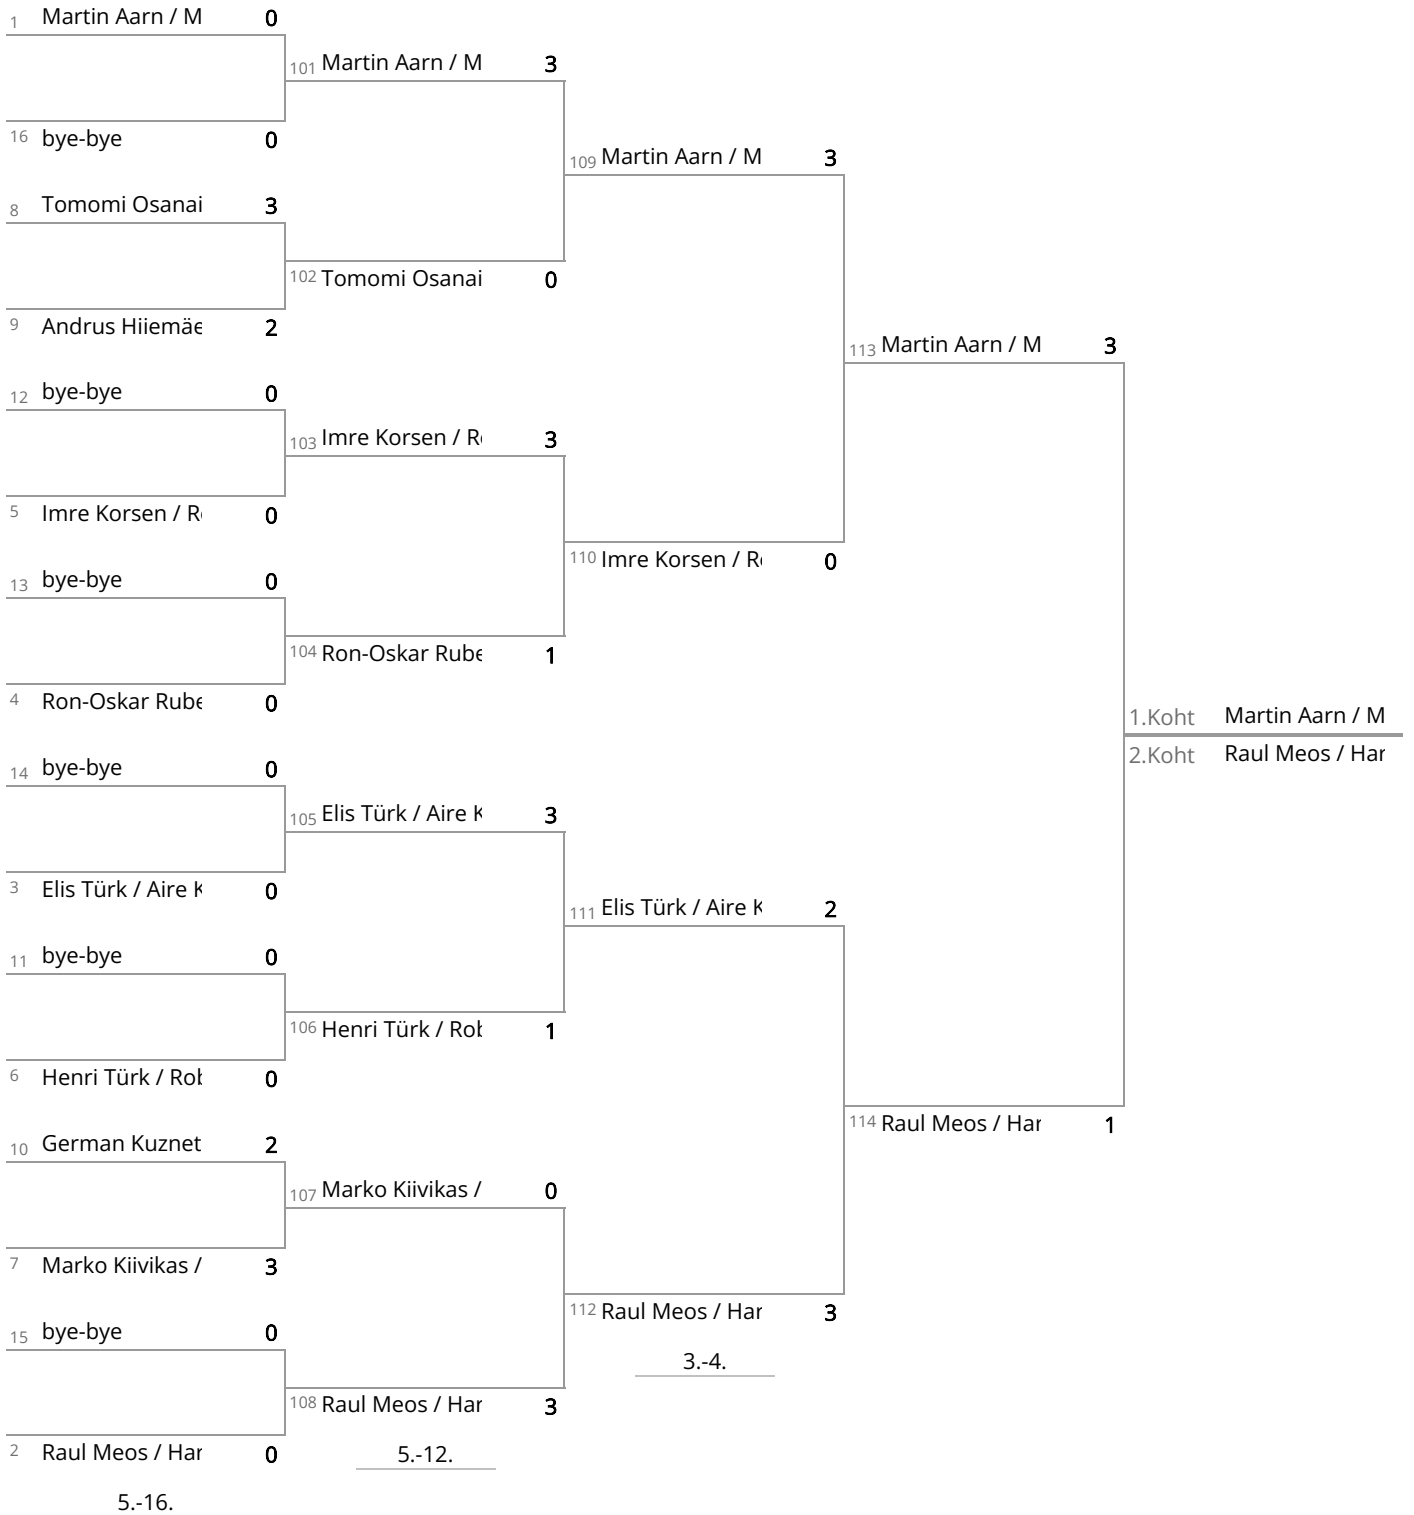 1 Martin Aarn / M 0
101 Martin Aarn / M 3
16 bye-bye 0
109 Martin Aarn / M 3
8 Tomomi Osanai 3
102 Tomomi Osanai 0
9 Andrus Hiiemäe 2
113 Martin Aarn / M 3
12 bye-bye 0
103 Imre Korsen / R 3
5 Imre Korsen / R 0
110 Imre Korsen / R 0
13 bye-bye 0
104 Ron-Oskar Rube 1
4 Ron-Oskar Rube 0
1.Koht Martin Aarn / M
2.Koht Raul Meos / Har
14 bye-bye 0
105 Elis Türk / Aire K 3
3 Elis Türk / Aire K 0
111 Elis Türk / Aire K 2
11 bye-bye 0
106 Henri Türk / Rob 1
6 Henri Türk / Rob 0
114 Raul Meos / Har 1
10 German Kuznet 2
107 Marko Kiivikas / 0
7 Marko Kiivikas / 3
112 Raul Meos / Har 3
15 bye-bye 0
3.-4.
108 Raul Meos / Har 3
2 Raul Meos / Har 0
5.-12.
5.-16.